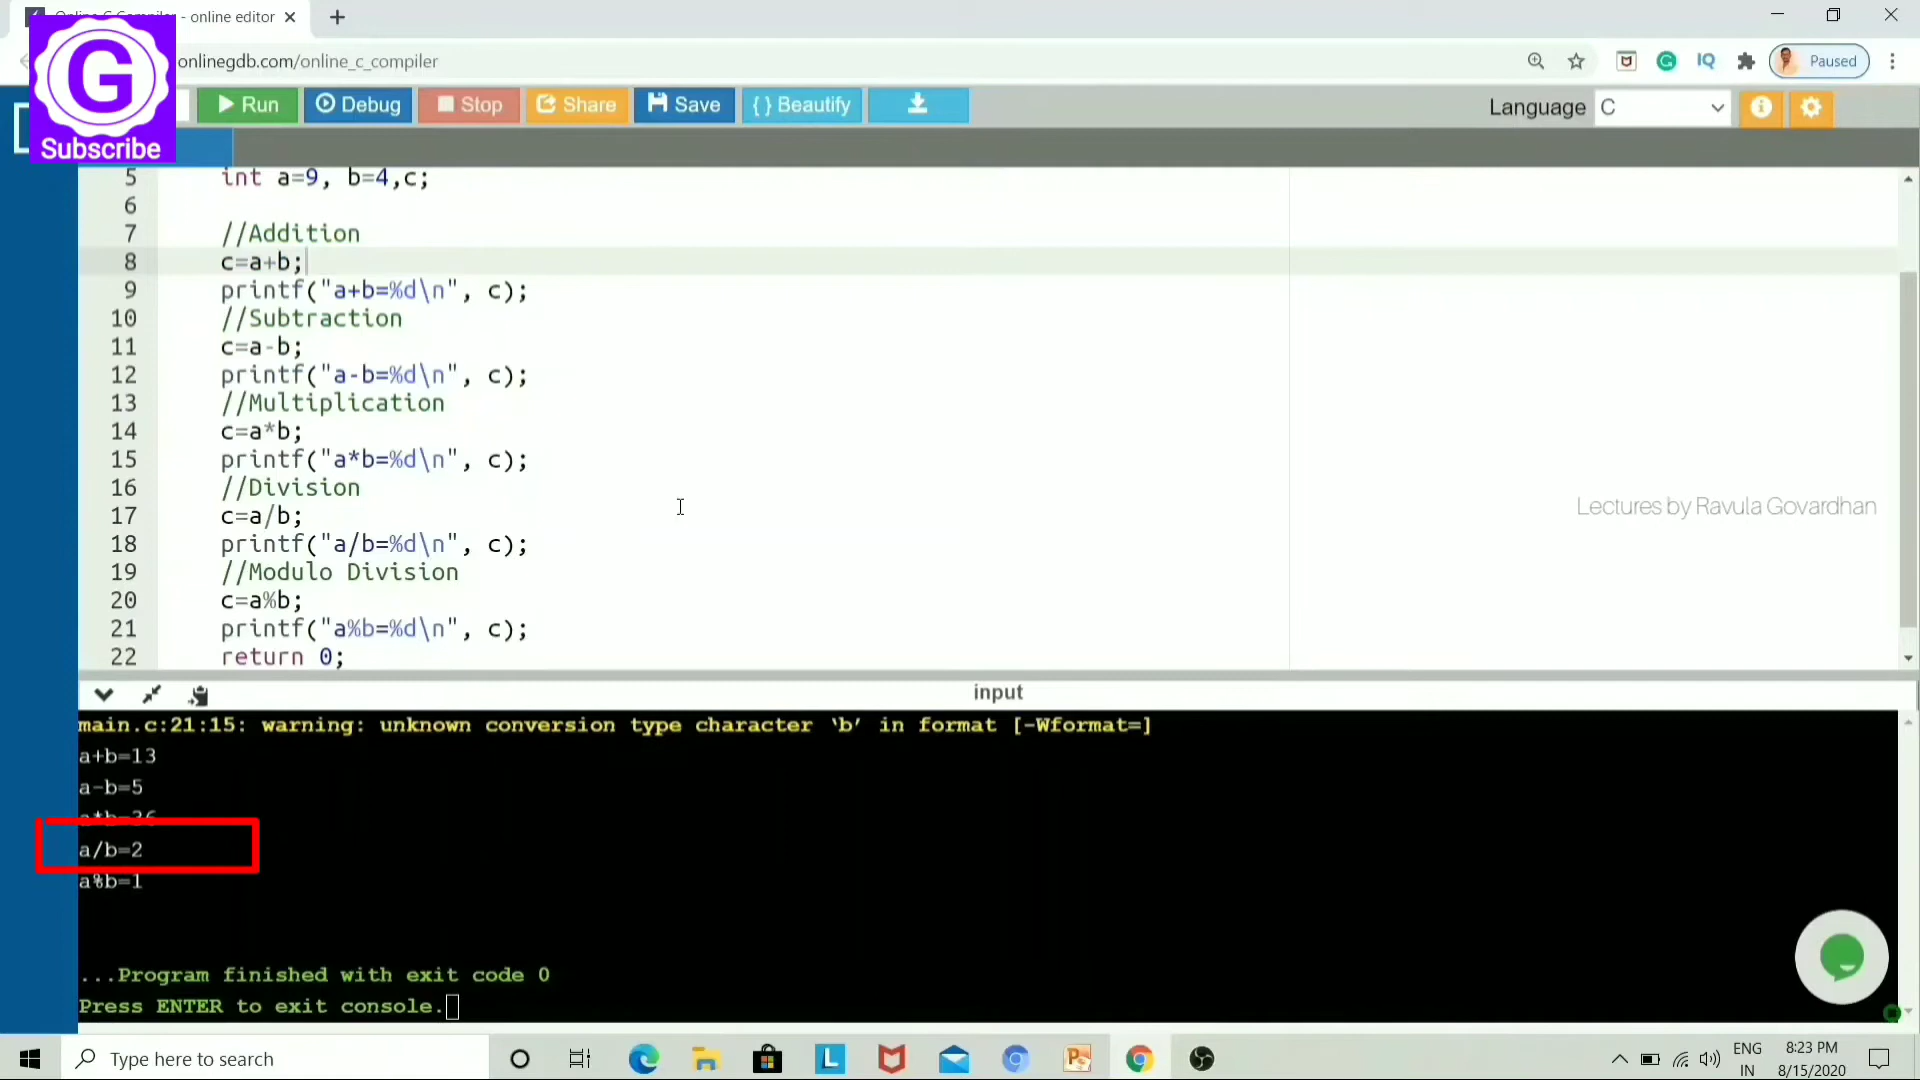 - online editor
onlinegdb.com/online_c_compiler
IQ
Paused
G
Subscribe
Run
Debug
Stop
Share
Save
{ } Beautify
Language
C
5 int a=9, b=4,c;
6
7 //Addition
8 c=a+b;
9 printf("a+b=%d\n", c);
10 //Subtraction
11 c=a-b;
12 printf("a-b=%d\n", c);
13 //Multiplication
14 c=a*b;
15 printf("a*b=%d\n", c);
16 //Division
17 c=a/b;
18 printf("a/b=%d\n", c);
19 //Modulo Division
20 c=a%b;
21 printf("a%b=%d\n", c);
22 return 0;
Lectures by Ravula Govardhan
input
main.c:21:15: warning: unknown conversion type character ‘b’ in format [-Wformat=]
a+b=13
a-b=5
a*b=36
a/b=2
a%b=1
...Program finished with exit code 0
Press ENTER to exit console.
Type here to search
L
ENG
IN
8:23 PM
8/15/2020